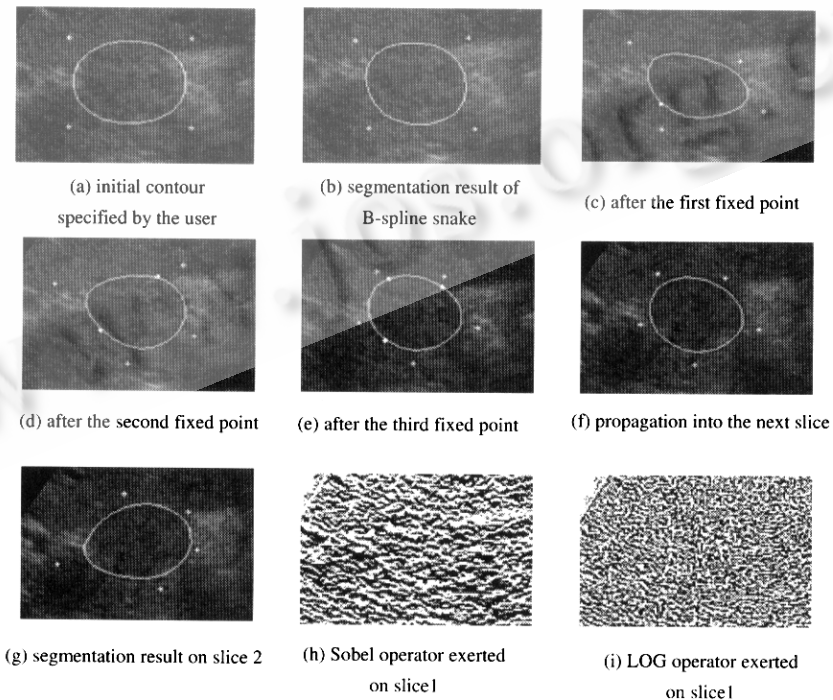 (a) initial contour
specified by the user
(b) segmentation result of
B-spline snake
(c) after the first fixed point
(d) after the second fixed point
(e) after the third fixed point
(f) propagation into the next slice
(g) segmentation result on slice 2
(h) Sobel operator exerted
on slice1
(i) LOG operator exerted
on slice1